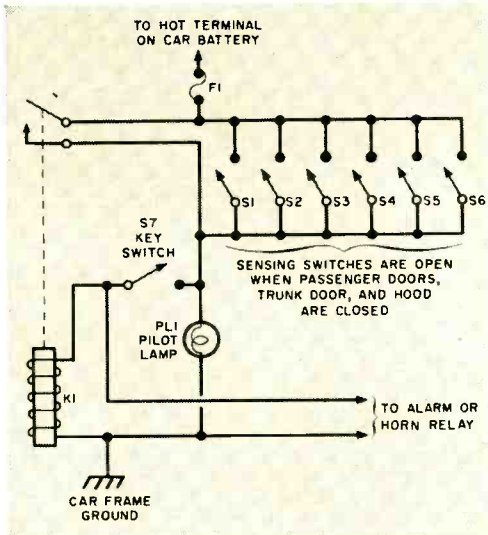 TO HOT TERMINAL
ON CAR BATTERY
F1
S1
S2
S3
S4
S5
S6
S7
KEY
SWITCH
SENSING SWITCHES ARE OPEN
WHEN PASSENGER DOORS,
TRUNK DOOR, AND HOOD
ARE CLOSED
PL1
PILOT
LAMP
K1
TO ALARM OR
HORN RELAY
CAR FRAME
GROUND